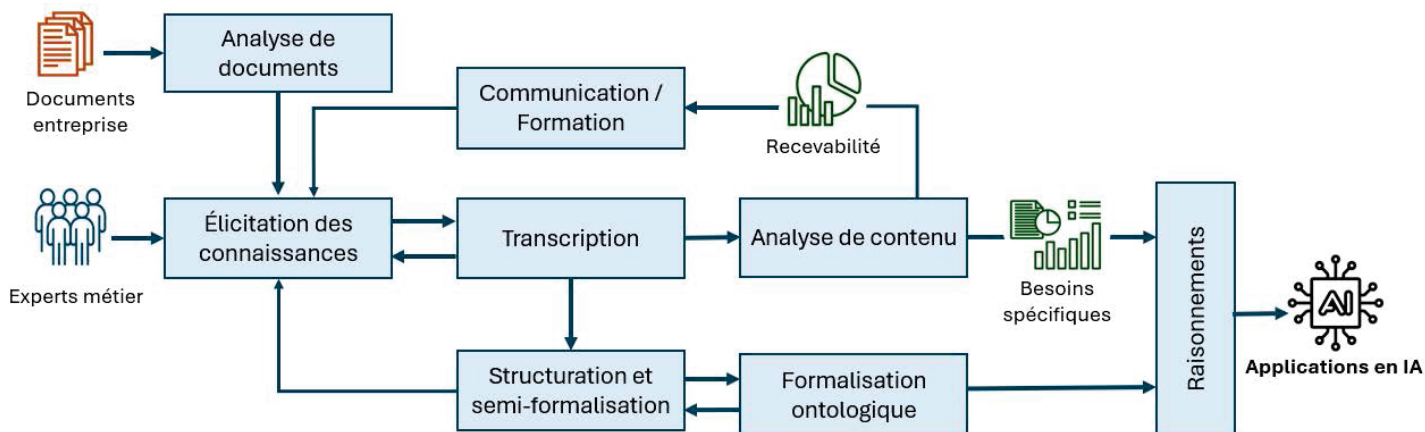 Analyse de
documents
Documents
entreprise
Communication /
Formation
Recevabilité
Experts métier
Élicitation des
connaissances
Transcription
Analyse de contenu
Besoins
spécifiques
Structuration et
semi-formalisation
Formalisation
ontologique
Raisonnements
AI
Applications en IA